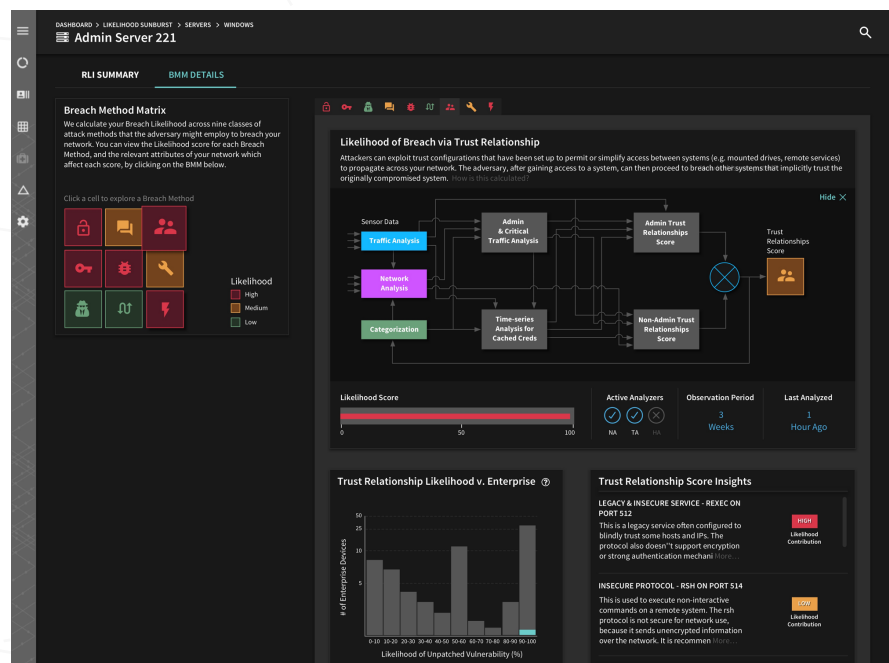 DASHBOARD > LIKELIHOOD SUNBURST > SERVERS > WINDOWS
Admin Server 221
RLI SUMMARY
BMM DETAILS
Breach Method Matrix
We calculate your Breach Likelihood across nine classes of
attack methods that the adversary might employ to breach your
network. You can view the Likelihood score for each Breach
Method, and the relevant attributes of your network which
affect each score, by clicking on the BMM below.
Click a cell to explore a Breach Method
Likelihood
High
Medium
Low
Likelihood of Breach via Trust Relationship
Attackers can exploit trust configurations that have been set up to permit or simplify access between systems (e.g. mounted drives, remote services)
to propagate across your network. The adversary, after gaining access to a system, can then proceed to breach other systems that implicitly trust the
originally compromised system. How is this calculated?
Hide ×
Sensor Data
Traffic Analysis
Network
Analysis
Categorization
Admin
& Critical
Traffic Analysis
Time-series
Analysis for
Cached Creds
Admin Trust
Relationships
Score
Non-Admin Trust
Relationships
Score
Trust
Relationships
Score
Likelihood Score
0
50
100
Active Analyzers
NA
TA
HA
Observation Period
3
Weeks
Last Analyzed
1
Hour Ago
Trust Relationship Likelihood v. Enterprise ?
# of Enterprise Devices
50
25
10
5
0-10 10-20 20-30 30-40 40-50 50-60 60-70 70-80 80-90 90-100
Likelihood of Unpatched Vulnerability (%)
Trust Relationship Score Insights
LEGACY & INSECURE SERVICE - REXEC ON
PORT 512
This is a legacy service often configured to
blindly trust some hosts and IPs. The
protocol also doesn''t support encryption
or strong authentication mechani More...
HIGH
Likelihood
Contribution
INSECURE PROTOCOL - RSH ON PORT 514
This is used to execute non-interactive
commands on a remote system. The rsh
protocol is not secure for network use,
because it sends unencrypted information
over the network. It is recommen More...
LOW
Likelihood
Contribution